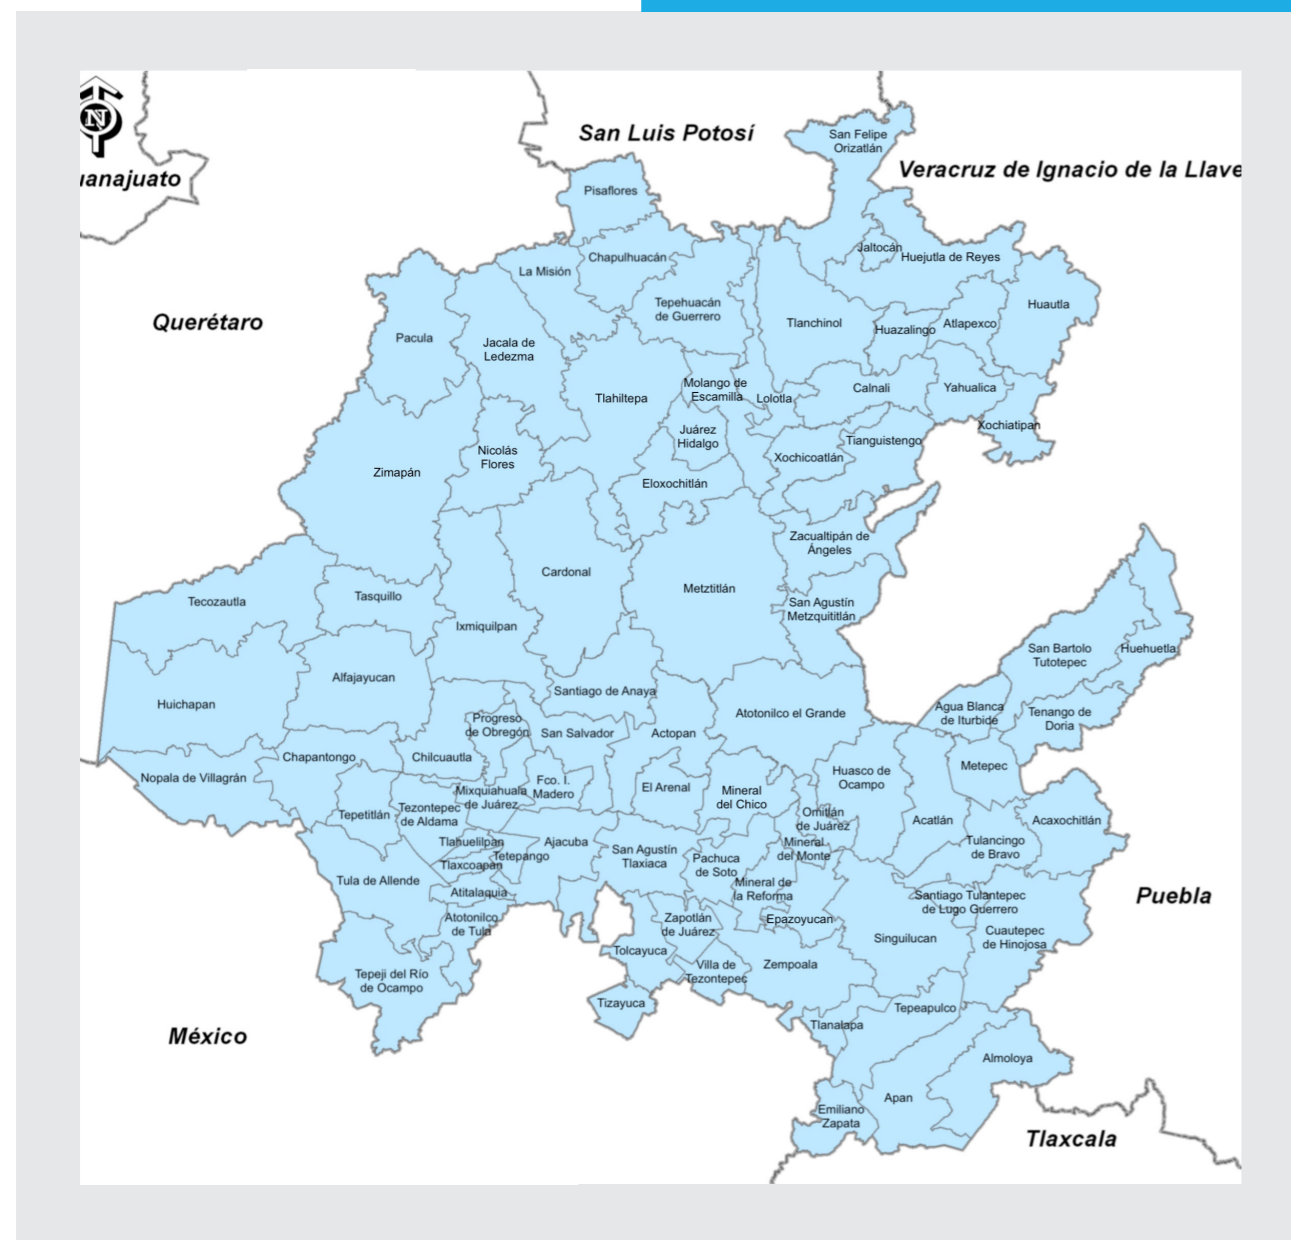 N
San Luis Potosí
San Felipe
Orizatlán
Veracruz de Ignacio de la Llave
uanajuato
Pisaflores
Jaltocán
Huejutla de Reyes
Chapulhuacán
La Misión
Tepehuacán
de Guerrero
Huautla
Querétaro
Tlanchinol
Huazalingo
Atlapexco
Pacula
Jacala de
Ledezma
Molango de
Escamilla
Calnali
Yahualica
Tlahiltepa
Lolotla
Xochiatipan
Juárez
Hidalgo
Tianguistengo
Nicolás
Flores
Xochicoatlán
Zimapán
Eloxochitlán
Zacualtipán de
Ángeles
Cardonal
Metztitlán
Tecozautla
Tasquillo
San Agustín
Metzquititlán
Ixmiquilpan
San Bartolo
Tutotepec
Huehuetla
Alfajayucan
Santiago de Anaya
Huichapan
Agua Blanca
de Iturbide
Tenango de
Doria
Atotonilco el Grande
Progreso
de Obregón
San Salvador
Actopan
Chapantongo
Chilcuautla
Metepec
Nopala de Villagrán
Huasco de
Ocampo
Fco. I.
Madero
El Arenal
Mineral
del Chico
Mixquiahuala
de Juárez
Tepetitlán
Tezontepec
de Aldama
Omitlán
de Juárez
Acatlán
Acaxochitlán
Tlahuelilpan
Ajacuba
Mineral
del Monte
Tulancingo
de Bravo
San Agustín
Tlaxiaca
Tetepango
Tlaxcoapan
Pachuca
de Soto
Tula de Allende
Mineral de
la Reforma
Atitalaquia
Santiago Tulantepec
de Lugo Guerrero
Puebla
Atotonilco
de Tula
Zapotlán
de Juárez
Epazoyucan
Singuilucan
Cuautepec
de Hinojosa
Tolcayuca
Villa de
Tezontepec
Zempoala
Tepeji del Río
de Ocampo
Tizayuca
Tepeapulco
Tlanalapa
México
Almoloya
Apan
Emiliano
Zapata
Tlaxcala